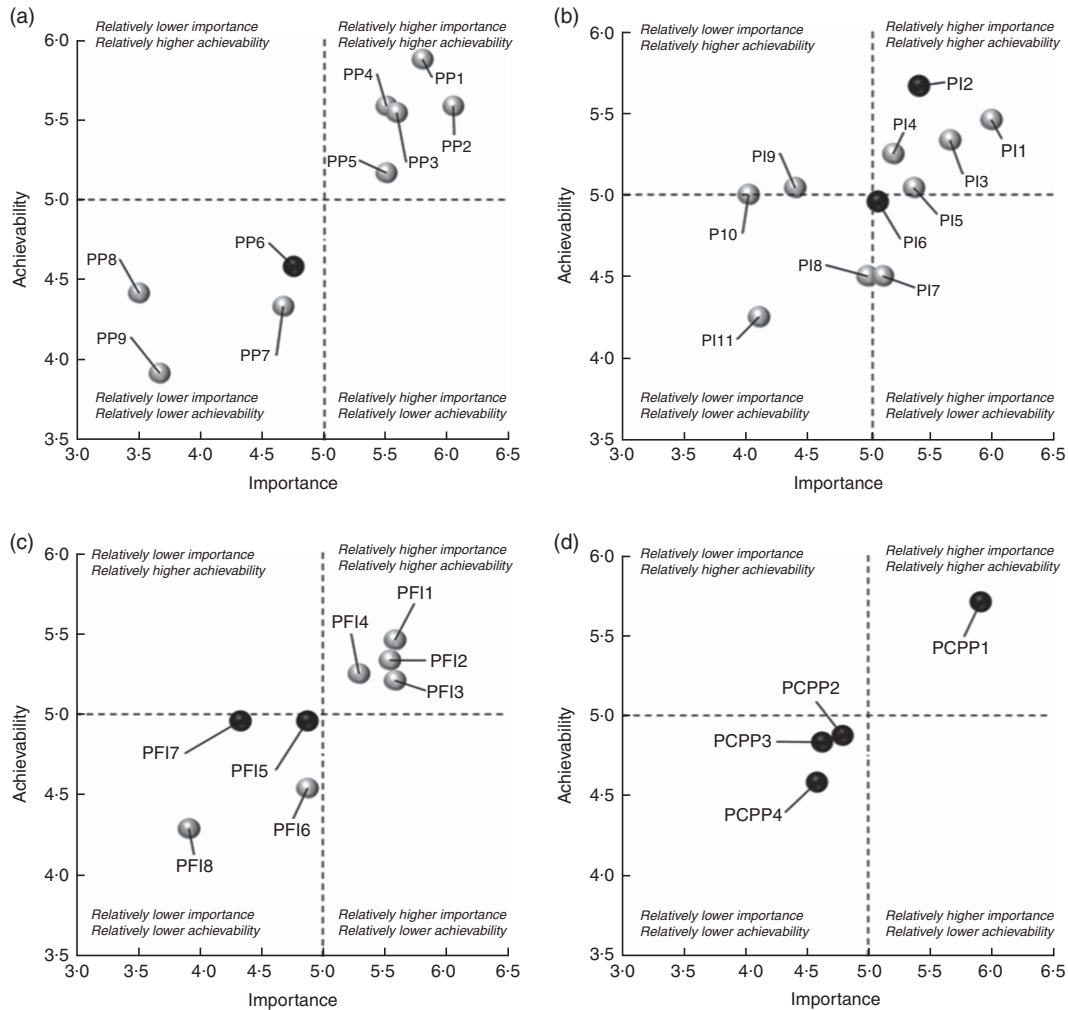 (a)
Relatively lower importance
Relatively higher achievability
Relatively higher importance
Relatively higher achievability
6·0
5·5
5·0
4·5
4·0
3·5
Achievability
PP4
PP1
PP2
PP3
PP5
PP6
PP8
PP9
PP7
Relatively lower importance
Relatively lower achievability
Relatively higher importance
Relatively lower achievability
3·0 3·5 4·0 4·5 5·0 5·5 6·0 6·5
Importance
(b)
Relatively lower importance
Relatively higher achievability
Relatively higher importance
Relatively higher achievability
6·0
5·5
5·0
4·5
4·0
3·5
Achievability
PI2
PI4
PI1
PI9
PI3
PI5
P10
PI6
PI8
PI7
PI11
Relatively lower importance
Relatively lower achievability
Relatively higher importance
Relatively lower achievability
3·0 3·5 4·0 4·5 5·0 5·5 6·0 6·5
Importance
(c)
Relatively lower importance
Relatively higher achievability
Relatively higher importance
Relatively higher achievability
6·0
5·5
5·0
4·5
4·0
3·5
Achievability
PFI1
PFI4
PFI2
PFI3
PFI7
PFI5
PFI6
PFI8
Relatively lower importance
Relatively lower achievability
Relatively higher importance
Relatively lower achievability
3·0 3·5 4·0 4·5 5·0 5·5 6·0 6·5
Importance
(d)
Relatively lower importance
Relatively higher achievability
Relatively higher importance
Relatively higher achievability
6·0
5·5
5·0
4·5
4·0
3·5
Achievability
PCPP1
PCPP2
PCPP3
PCPP4
Relatively lower importance
Relatively lower achievability
Relatively higher importance
Relatively lower achievability
3·0 3·5 4·0 4·5 5·0 5·5 6·0 6·5
Importance